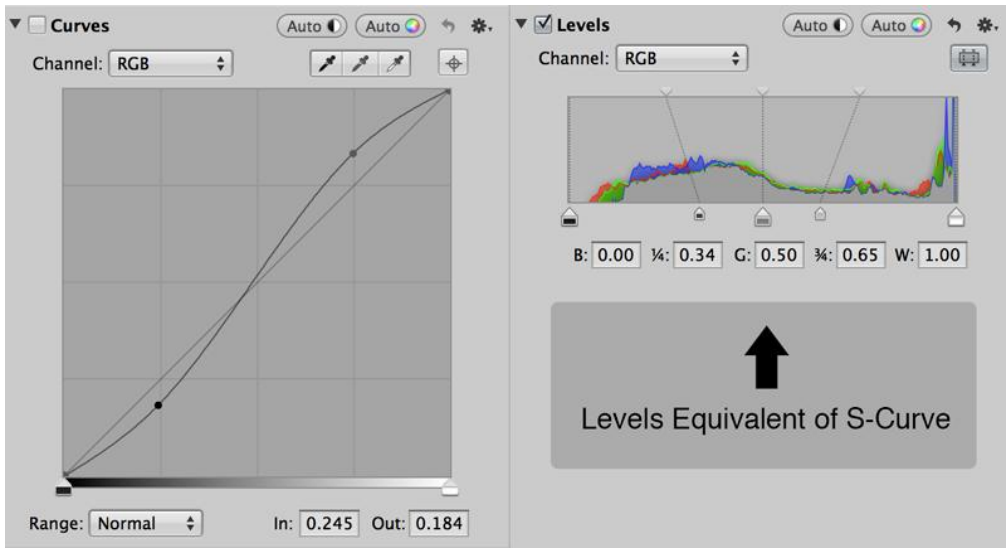 Curves
Auto
Auto
Channel: RGB
Range: Normal
In: 0.245 Out: 0.184
Levels
Auto
Auto
Channel: RGB
B: 0.00 ¼: 0.34 G: 0.50 ¾: 0.65 W: 1.00
Levels Equivalent of S-Curve